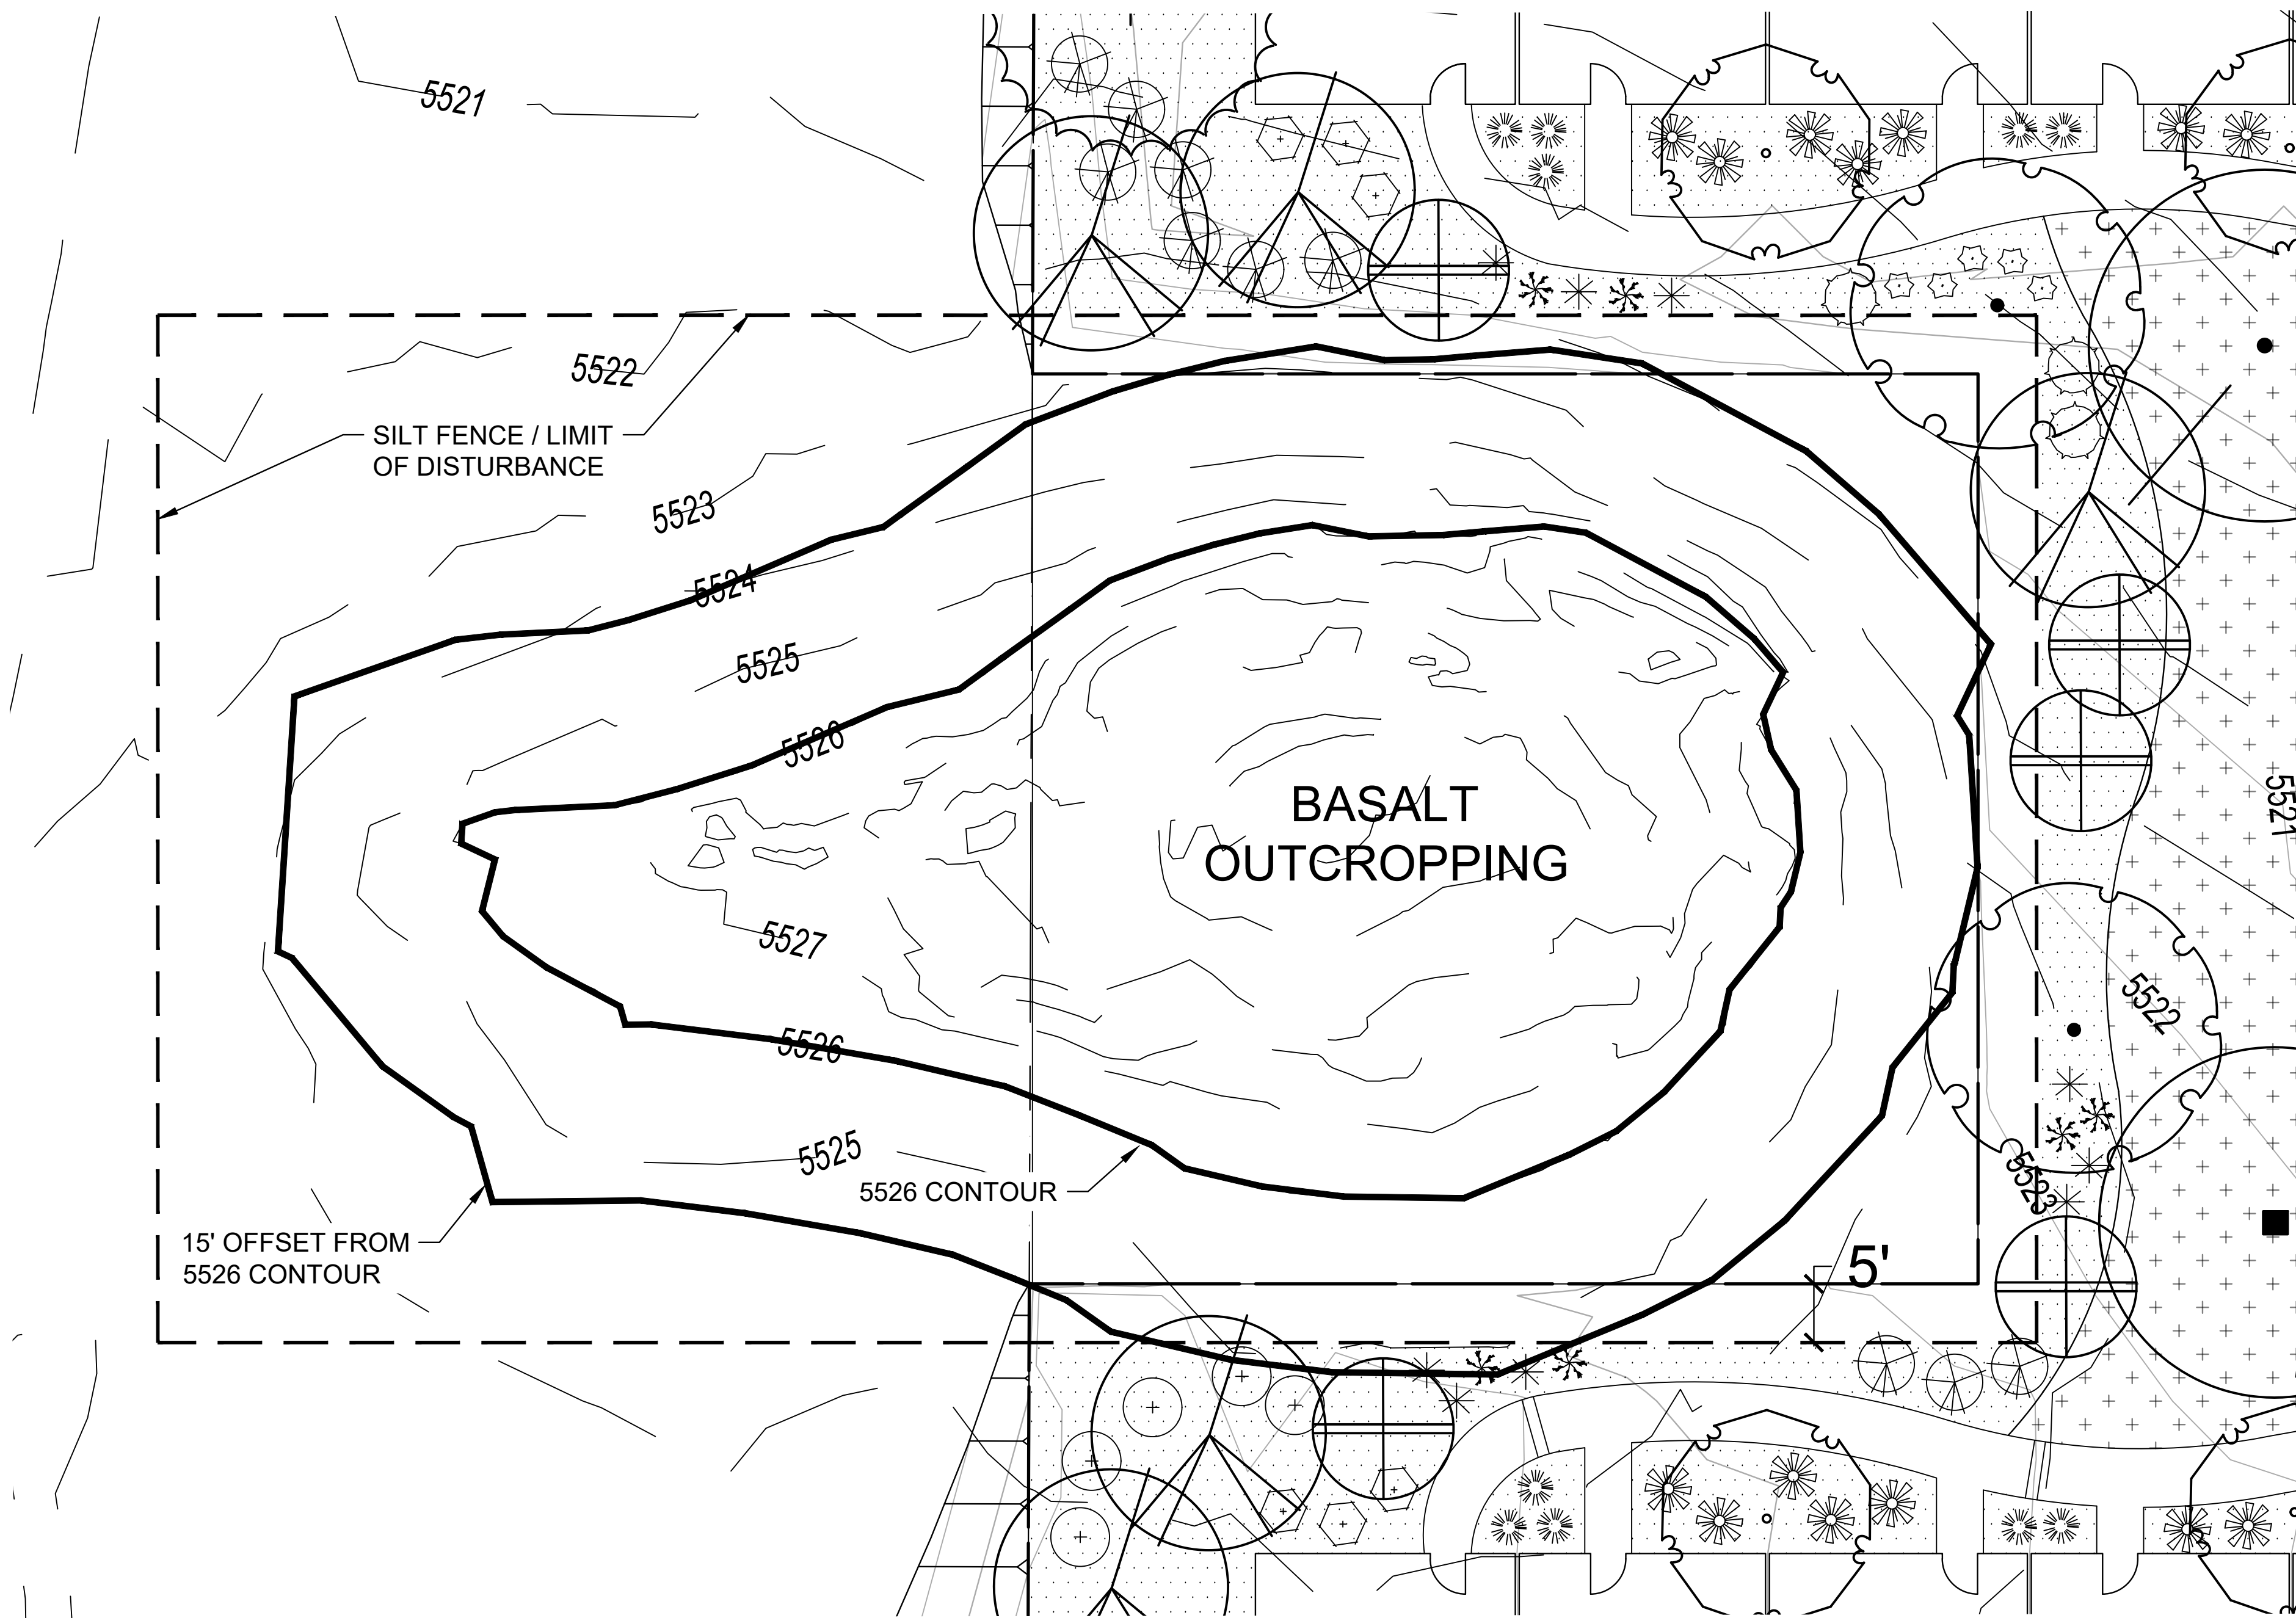 5521
5522
SILT FENCE / LIMIT
OF DISTURBANCE
5523
5524
5525
5526
5521
BASALT
OUTCROPPING
5527
5522
5526
5525
5523
5526 CONTOUR
15' OFFSET FROM
5526 CONTOUR
5'